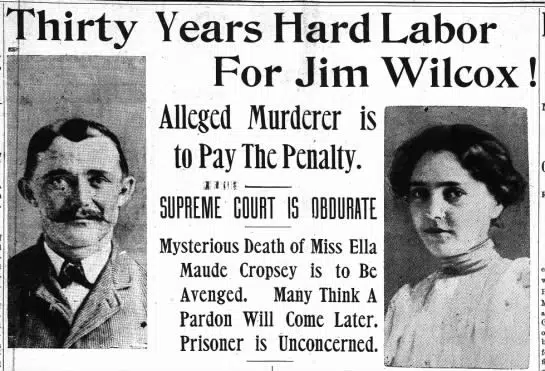 Thirty Years Hard Labor
For Jim Wilcox!
Alleged Murderer is
to Pay The Penalty.
SUPREME COURT IS OBDURATE
Mysterious Death of Miss Ella
Maude Cropsey is to Be
Avenged. Many Think A
Pardon Will Come Later.
Prisoner is Unconcerned.